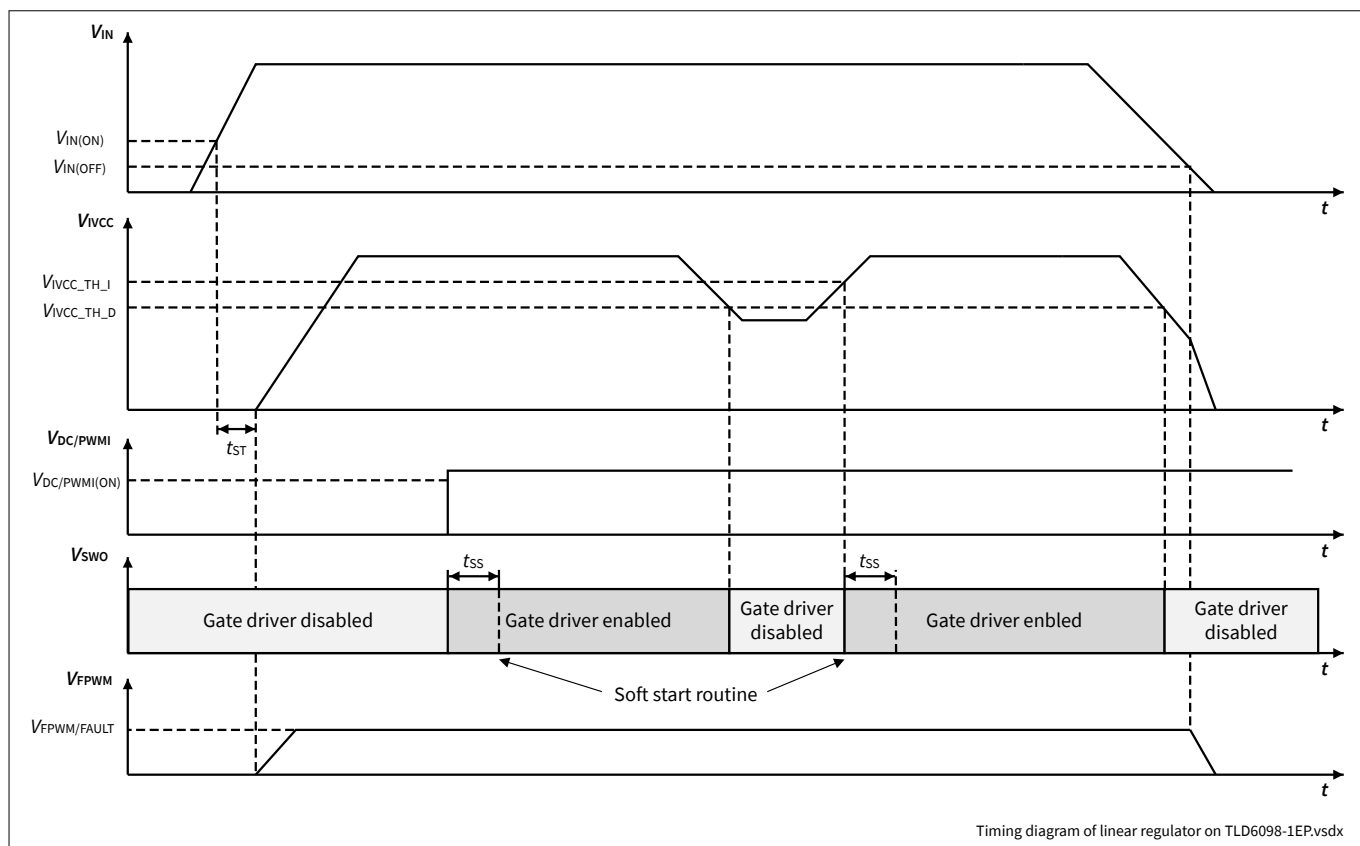 VIN
VIN(ON)
VIN(OFF)
t
VIVCC
VIVCC_TH_I
VIVCC_TH_D
t
tST
VDC/PWMI
VDC/PWMI(ON)
t
VSWO
tSS
tSS
Gate driver disabled
Gate driver enabled
Gate driver
disabled
Gate driver enbled
Gate driver
disabled
t
Soft start routine
VFPWM
VFPWM/FAULT
t
Timing diagram of linear regulator on TLD6098-1EP.vsdx